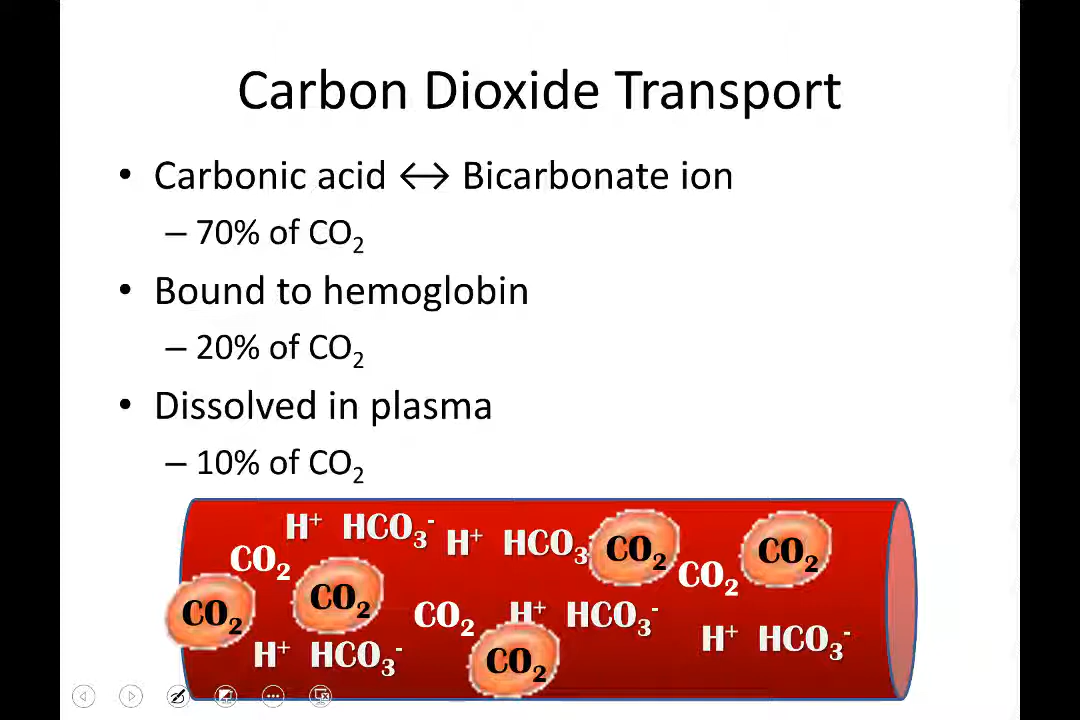 Carbon Dioxide Transport
• Carbonic acid ↔ Bicarbonate ion
– 70% of CO₂
• Bound to hemoglobin
– 20% of CO₂
• Dissolved in plasma
– 10% of CO₂
H⁺ HCO₃⁻ H⁺ HCO₃ CO₂ CO₂
CO₂ CO₂
CO₂ CO₂ CO₂ H⁺ HCO₃⁻
H⁺ HCO₃⁻ CO₂ H⁺ HCO₃⁻